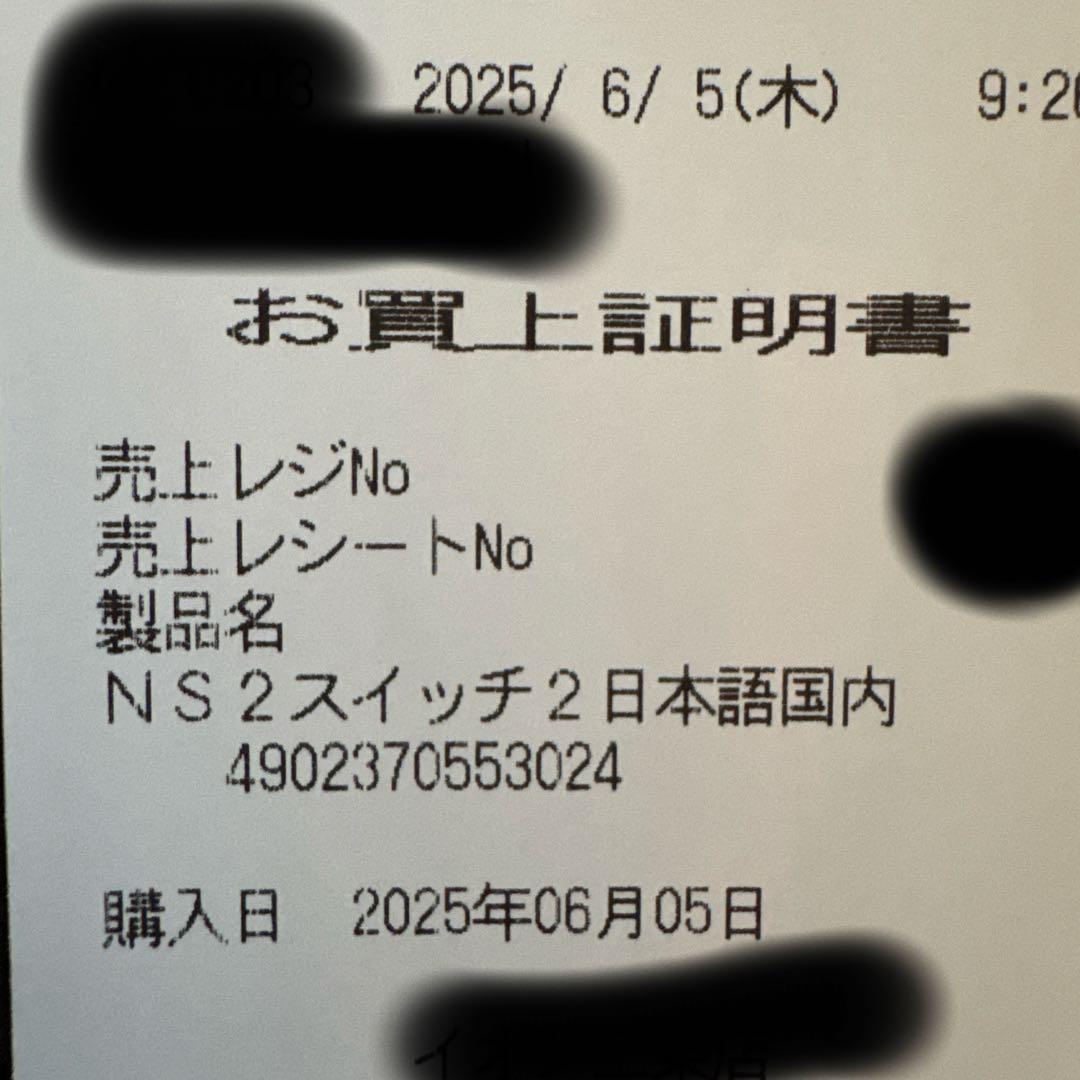 2025/ 6/ 5(木) 9:20
お買上証明書
売上レジNo
売上レシートNo
製品名
NS2スイッチ2日本語国内
4902370553024
購入日 2025年06月05日